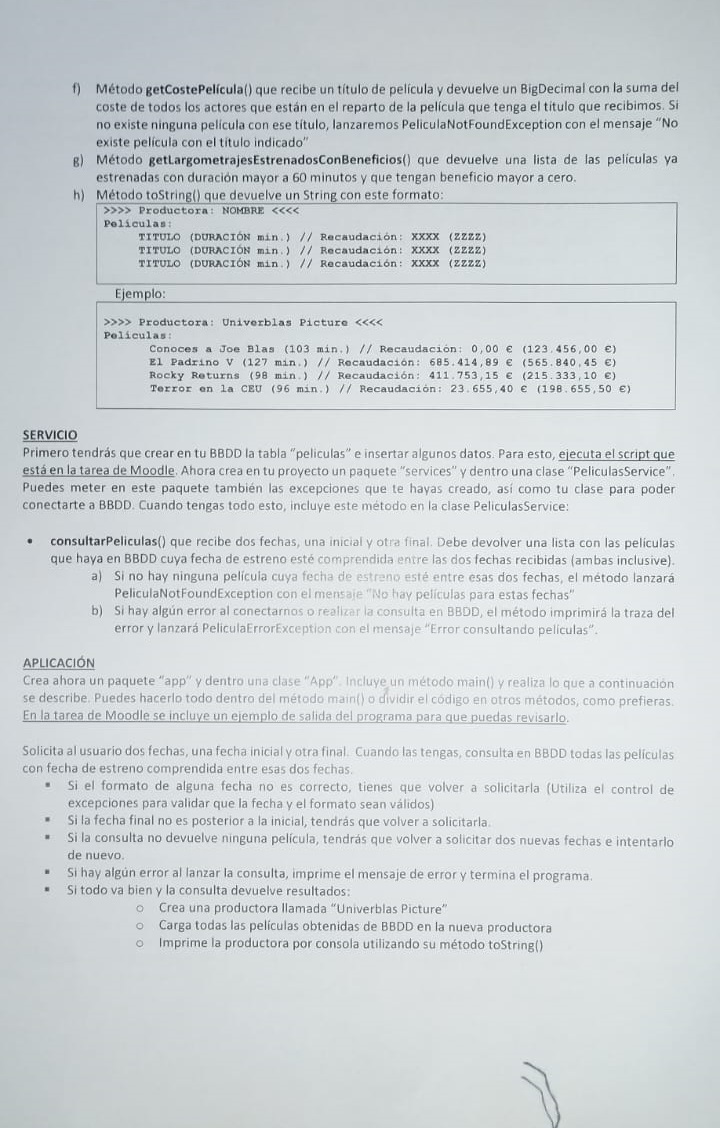 f) Método getCostePelícula() que recibe un título de película y devuelve un BigDecimal con la suma del
coste de todos los actores que están en el reparto de la película que tenga el título que recibimos. Si
no existe ninguna película con ese título, lanzaremos PeliculaNotFoundException con el mensaje "No
existe película con el título indicado"
g) Método getLargometrajesEstrenadosConBeneficios() que devuelve una lista de las películas ya
estrenadas con duración mayor a 60 minutos y que tengan beneficio mayor a cero.
h) Método toString() que devuelve un String con este formato:
>>>> Productora: NOMBRE <<<<
Películas:
TITULO (DURACIÓN min.) // Recaudación: XXXX (ZZZZ)
TITULO (DURACIÓN min.) // Recaudación: XXXX (ZZZZ)
TITULO (DURACIÓN min.) // Recaudación: XXXX (ZZZZ)
Ejemplo:
>>>> Productora: Univerblas Picture <<<<
Películas:
Conoces a Joe Blas (103 min.) // Recaudación: 0,00 € (123.456,00 €)
El Padrino V (127 min.) // Recaudación: 685.414,89 € (565.840,45 €)
Rocky Returns (98 min.) // Recaudación: 411.753,15 € (215.333,10 €)
Terror en la CEU (96 min.) // Recaudación: 23.655,40 € (198.655,50 €)
SERVICIO
Primero tendrás que crear en tu BBDD la tabla "peliculas" e insertar algunos datos. Para esto, ejecuta el script que
está en la tarea de Moodle. Ahora crea en tu proyecto un paquete "services" y dentro una clase "PeliculasService".
Puedes meter en este paquete también las excepciones que te hayas creado, así como tu clase para poder
conectarte a BBDD. Cuando tengas todo esto, incluye este método en la clase PeliculasService:
• consultarPeliculas() que recibe dos fechas, una inicial y otra final. Debe devolver una lista con las películas
que haya en BBDD cuya fecha de estreno esté comprendida entre las dos fechas recibidas (ambas inclusive).
a) Si no hay ninguna película cuya fecha de estreno esté entre esas dos fechas, el método lanzará
PeliculaNotFoundException con el mensaje "No hay películas para estas fechas"
b) Si hay algún error al conectarnos o realizar la consulta en BBDD, el método imprimirá la traza del
error y lanzará PeliculaErrorException con el mensaje "Error consultando películas".
APLICACIÓN
Crea ahora un paquete "app" y dentro una clase "App". Incluye un método main() y realiza lo que a continuación
se describe. Puedes hacerlo todo dentro del método main() o dividir el código en otros métodos, como prefieras.
En la tarea de Moodle se incluye un ejemplo de salida del programa para que puedas revisarlo.
Solicita al usuario dos fechas, una fecha inicial y otra final. Cuando las tengas, consulta en BBDD todas las películas
con fecha de estreno comprendida entre esas dos fechas.
▪ Si el formato de alguna fecha no es correcto, tienes que volver a solicitarla (Utiliza el control de
excepciones para validar que la fecha y el formato sean válidos)
▪ Si la fecha final no es posterior a la inicial, tendrás que volver a solicitarla.
▪ Si la consulta no devuelve ninguna película, tendrás que volver a solicitar dos nuevas fechas e intentarlo
de nuevo.
▪ Si hay algún error al lanzar la consulta, imprime el mensaje de error y termina el programa.
▪ Si todo va bien y la consulta devuelve resultados:
o Crea una productora llamada "Univerblas Picture"
o Carga todas las películas obtenidas de BBDD en la nueva productora
o Imprime la productora por consola utilizando su método toString()